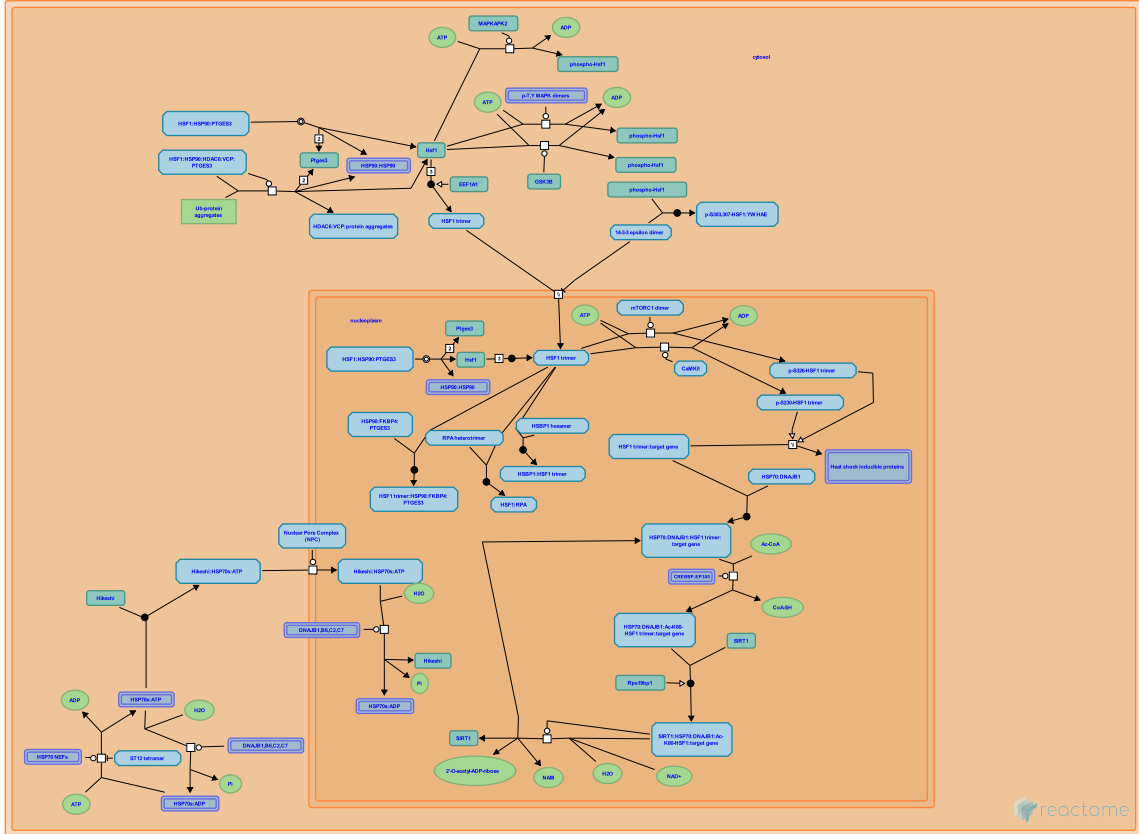 MAPKAPK2
ATP
ADP
phospho-Hsf1
cytosol
p-T,Y MAPK dimers
ATP
ADP
HSF1:HSP90:PTGES3
2
phospho-Hsf1
Hsf1
HSF1:HSP90:HDAC6:VCP:
PTGES3
Ptges3
HSP90:HSP90
phospho-Hsf1
3
2
EEF1A1
GSK3B
phospho-Hsf1
Ub-protein
aggregates
HSF1 trimer
p-S303,307-HSF1:YWHAE
HDAC6:VCP:protein aggregates
14-3-3 epsilon dimer
nucleoplasm
mTORC1 dimer
ATP
ADP
Ptges3
2
HSF1:HSP90:PTGES3
Hsf1
3
HSF1 trimer
CaMKII
p-S326-HSF1 trimer
HSP90:HSP90
p-S230-HSF1 trimer
HSP90:FKBP4:
PTGES3
RPA heterotrimer
HSBP1 hexamer
HSF1 trimer:target gene
Heat shock inducible proteins
HSBP1:HSF1 trimer
HSP70:DNAJB1
HSF1 trimer:HSP90:FKBP4:
PTGES3
HSF1:RPA
Nuclear Pore Complex
(NPC)
HSP70:DNAJB1:HSF1 trimer:
target gene
Ac-CoA
Hikeshi:HSP70s:ATP
Hikeshi:HSP70s:ATP
CREBBP,EP300
H2O
Hikeshi
CoA-SH
DNAJB1,B6,C2,C7
HSP70:DNAJB1:Ac-K80-
HSF1 trimer:target gene
SIRT1
Hikeshi
Pi
Rps19bp1
ADP
HSP70s:ATP
HSP70s:ADP
H2O
SIRT1
SIRT1:HSP70:DNAJB1:Ac-
K80-HSF1:target gene
DNAJB1,B6,C2,C7
HSP70 NEFs
ST13 tetramer
2'-O-acetyl-ADP-ribose
NAM
H2O
NAD+
Pi
ATP
HSP70s:ADP
reactome